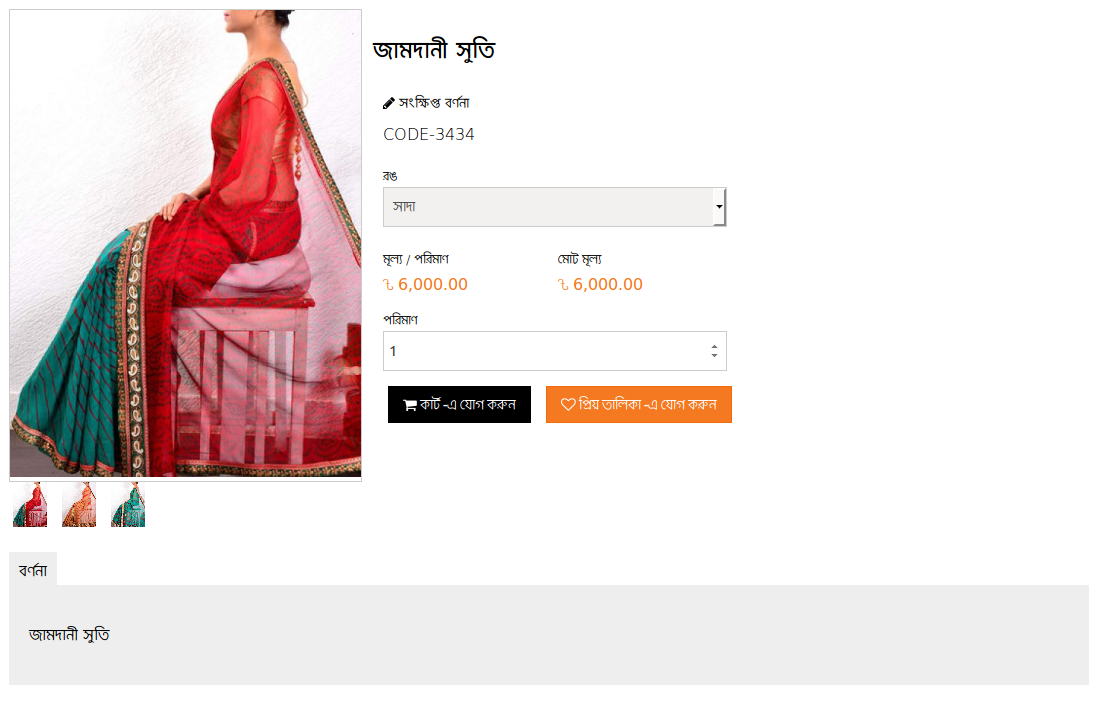 জামদানী সুতি
সংক্ষিপ্ত বর্ণনা
CODE-3434
রঙ
সাদা
মূল্য / পরিমাণ
মোট মূল্য
৳ 6,000.00
৳ 6,000.00
পরিমাণ
1
কার্ট -এ যোগ করুন
প্রিয় তালিকা -এ যোগ করুন
বর্ণনা
জামদানী সুতি